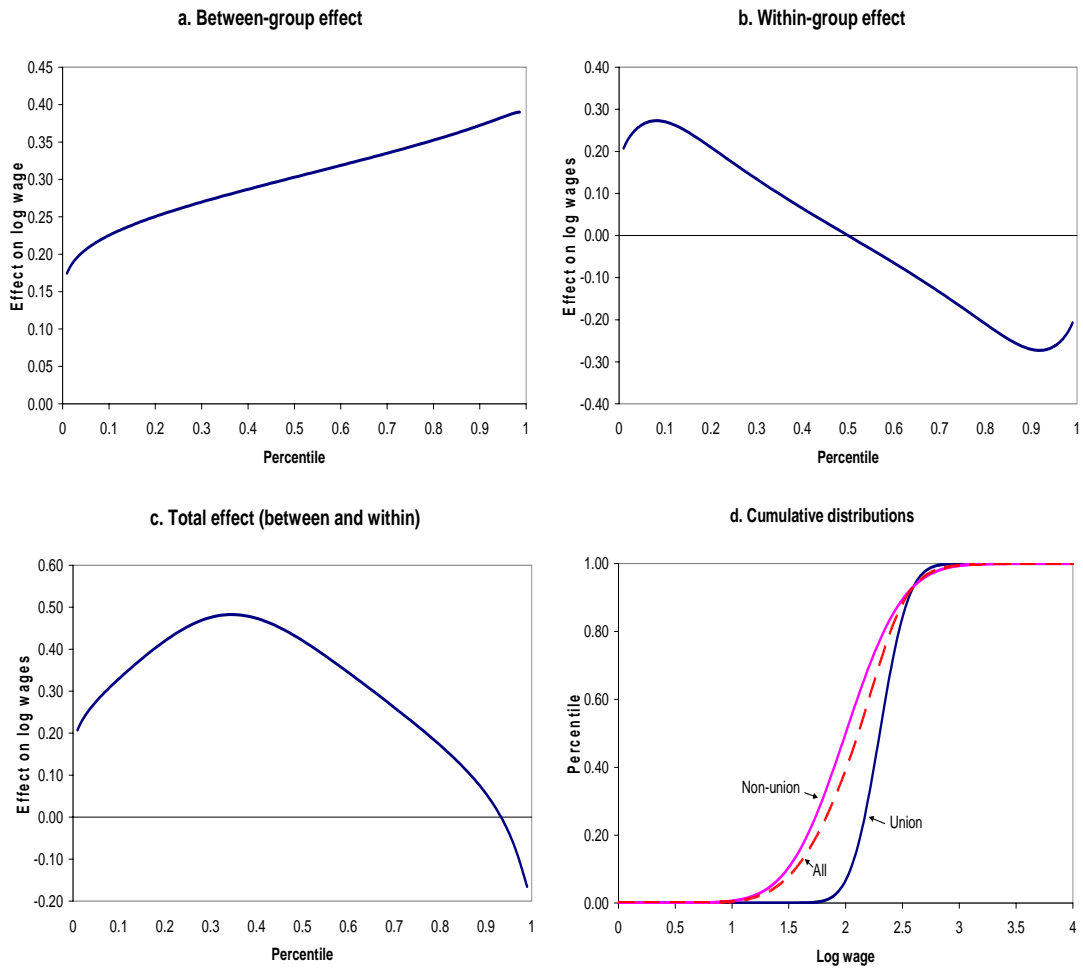 a. Between-group effect
0.45
0.40
0.35
0.30
0.25
0.20
0.15
0.10
0.05
0.00
Effect on log wage
0 0.1 0.2 0.3 0.4 0.5 0.6 0.7 0.8 0.9 1
Percentile
b. Within-group effect
0.40
0.30
0.20
0.10
0.00
-0.10
-0.20
-0.30
-0.40
Effect on log wages
0 0.1 0.2 0.3 0.4 0.5 0.6 0.7 0.8 0.9 1
Percentile
c. Total effect (between and within)
0.60
0.50
0.40
0.30
0.20
0.00
-0.10
-0.20
Effect on log wages
0 0.1 0.2 0.3 0.4 0.5 0.6 0.7 0.8 0.9 1
Percentile
d. Cumulative distributions
1.00
0.80
0.60
0.40
0.20
0.00
Percentile
Non-union
Union
All
0 0.5 1 1.5 2 2.5 3 3.5 4
Log wage